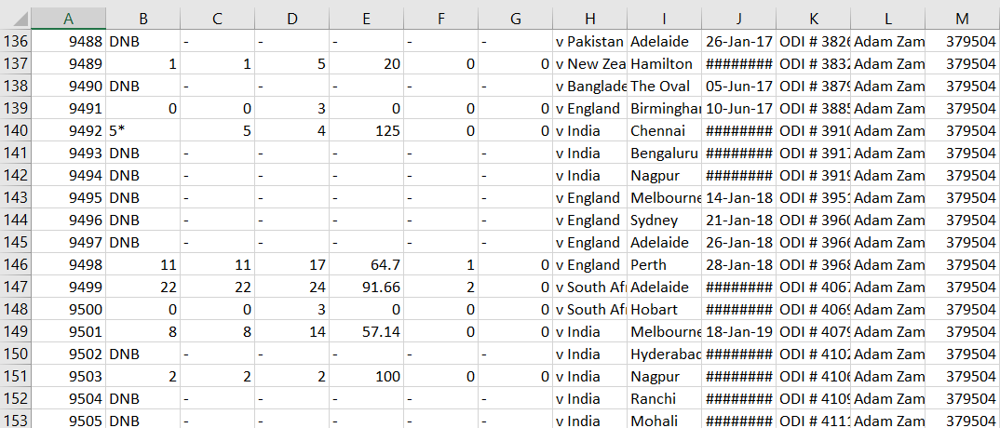 A B C D E F G H I J K L M
136 9488 DNB - - - - - v Pakistan Adelaide 26-Jan-17 ODI # 3826 Adam Zam 379504
137 9489 1 1 5 20 0 0 v New Zea Hamilton ######## ODI # 3832 Adam Zam 379504
138 9490 DNB - - - - - v Banglade The Oval 05-Jun-17 ODI # 3879 Adam Zam 379504
139 9491 0 0 3 0 0 0 v England Birmingha 10-Jun-17 ODI # 3885 Adam Zam 379504
140 9492 5* 5 4 125 0 0 v India Chennai ######## ODI # 3910 Adam Zam 379504
141 9493 DNB - - - - - v India Bengaluru ######## ODI # 3917 Adam Zam 379504
142 9494 DNB - - - - - v India Nagpur ######## ODI # 3919 Adam Zam 379504
143 9495 DNB - - - - - v England Melbourne 14-Jan-18 ODI # 3951 Adam Zam 379504
144 9496 DNB - - - - - v England Sydney 21-Jan-18 ODI # 3960 Adam Zam 379504
145 9497 DNB - - - - - v England Adelaide 26-Jan-18 ODI # 3966 Adam Zam 379504
146 9498 11 11 17 64.7 1 0 v England Perth 28-Jan-18 ODI # 3968 Adam Zam 379504
147 9499 22 22 24 91.66 2 0 v South Af Adelaide ######## ODI # 4067 Adam Zam 379504
148 9500 0 0 3 0 0 0 v South Af Hobart ######## ODI # 4069 Adam Zam 379504
149 9501 8 8 14 57.14 0 0 v India Melbourne 18-Jan-19 ODI # 4079 Adam Zam 379504
150 9502 DNB - - - - - v India Hyderabad ######## ODI # 4102 Adam Zam 379504
151 9503 2 2 2 100 0 0 v India Nagpur ######## ODI # 4106 Adam Zam 379504
152 9504 DNB - - - - - v India Ranchi ######## ODI # 4109 Adam Zam 379504
153 9505 DNB - - - - - v India Mohali ######## ODI # 4111 Adam Zam 379504